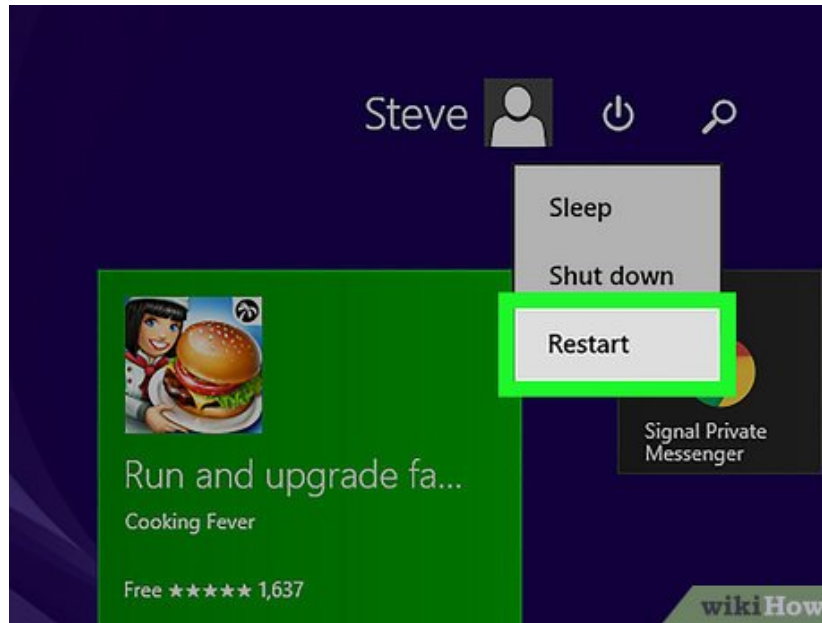 Steve
Sleep
Shut down
Restart
Signal Private
Messenger
Run and upgrade fa...
Cooking Fever
Free ★★★★★ 1,637
wikiHow